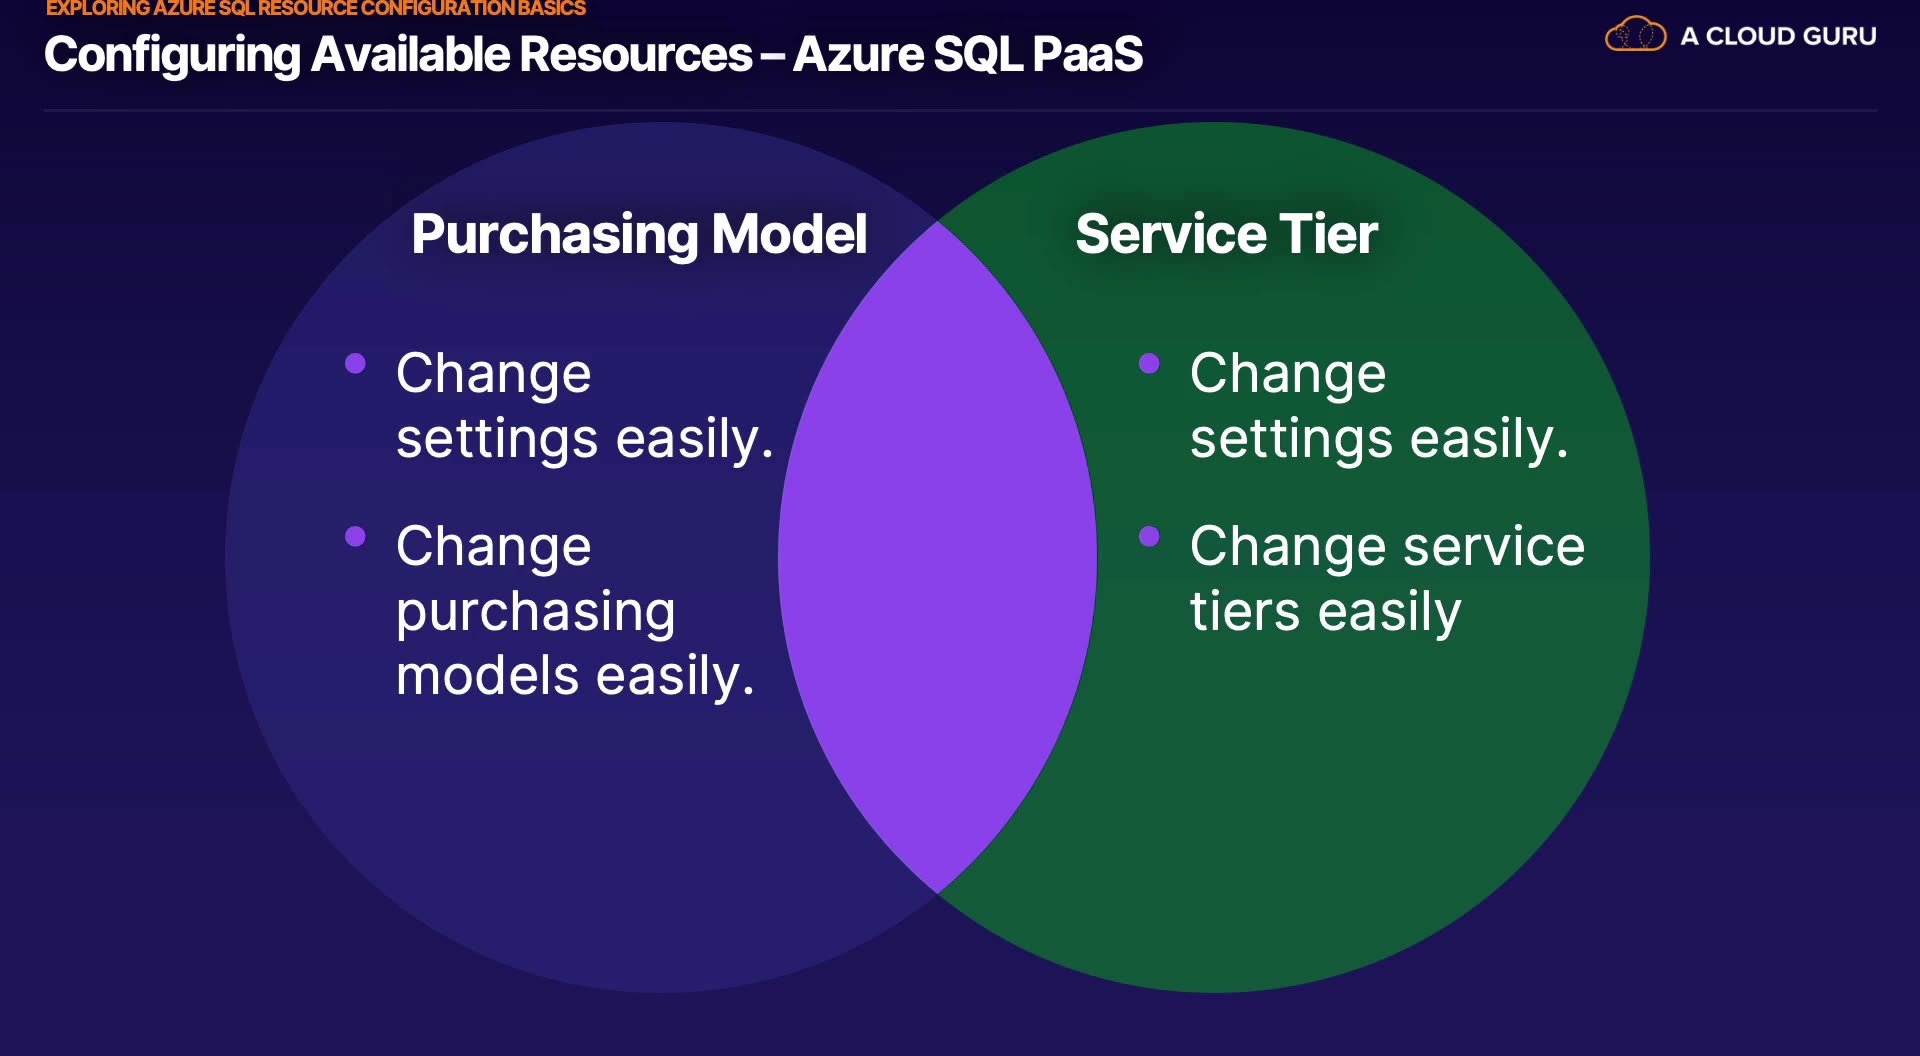 EXPLORING AZURE SQL RESOURCE CONFIGURATION BASICS
Configuring Available Resources – Azure SQL PaaS
A CLOUD GURU
Purchasing Model
Change
settings easily.
Change
purchasing
models easily.
Service Tier
Change
settings easily.
Change service
tiers easily